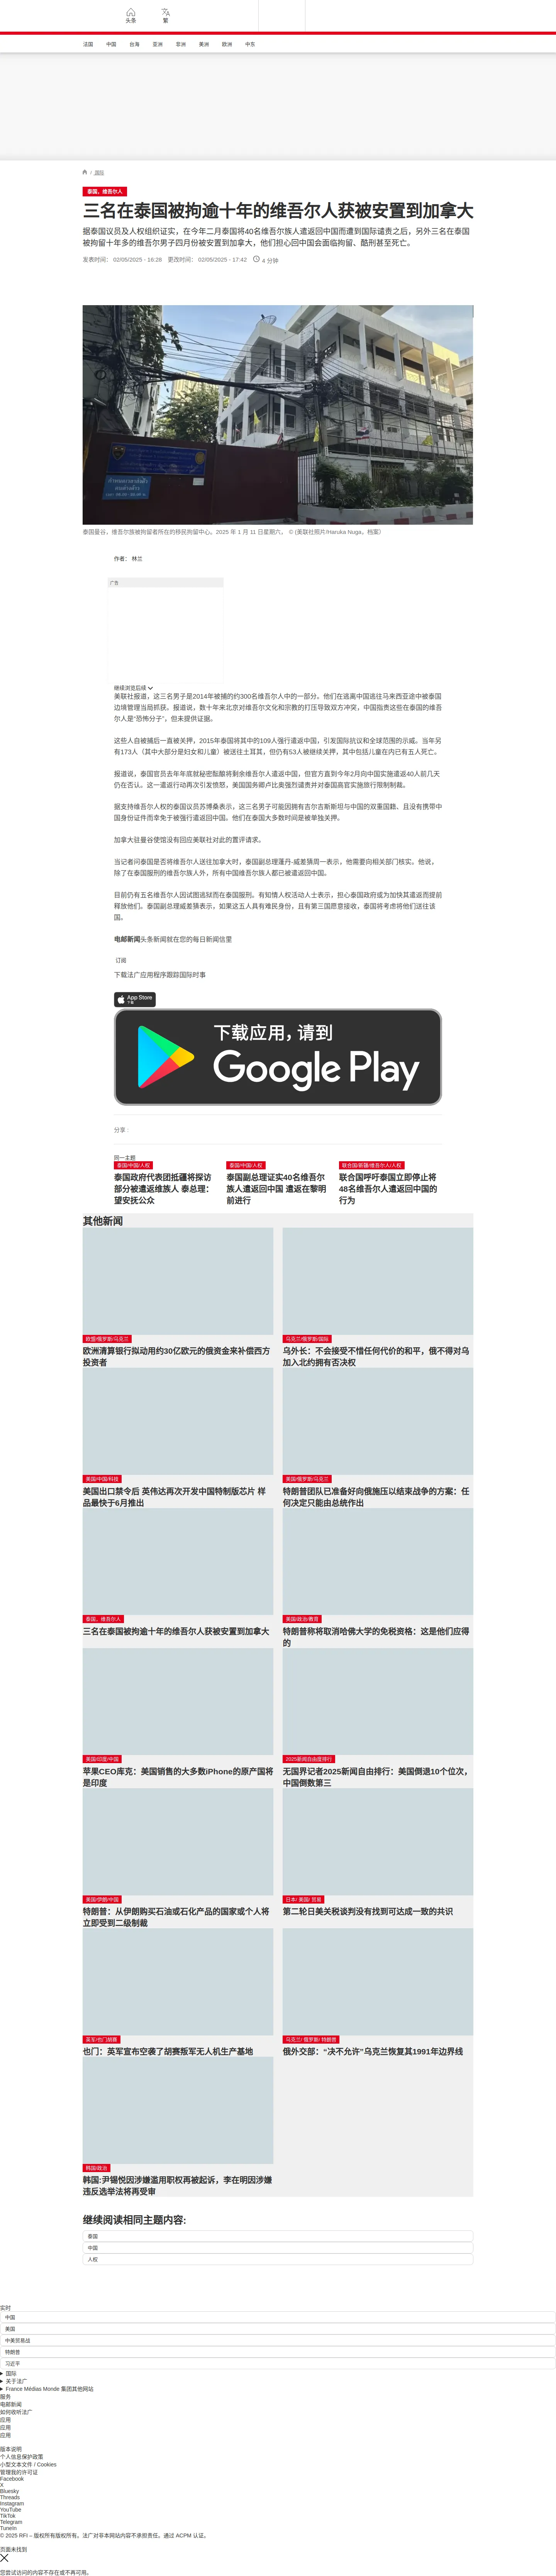 头条
繁
法国 中国 台海 亚洲 非洲 美洲 欧洲 中东
国际
泰国，维吾尔人
三名在泰国被拘逾十年的维吾尔人获被安置到加拿大
据泰国议员及人权组织证实，在今年二月泰国将40名维吾尔族人遣返回中国而遭到国际谴责之后，另外三名在泰国
被拘留十年多的维吾尔男子四月份被安置到加拿大，他们担心回中国会面临拘留、酷刑甚至死亡。
发表时间： 02/05/2025 - 16:28 更改时间： 02/05/2025 - 17:42 4 分钟
泰国曼谷，维吾尔族被拘留者所在的移民拘留中心。2025 年 1 月 11 日星期六。 © (美联社照片/Haruka Nuga，档案）
作者： 林兰
广告
继续浏览后续
美联社报道，这三名男子是2014年被捕的约300名维吾尔人中的一部分。他们在逃离中国逃往马来西亚途中被泰国
边境管理当局抓获。报道说，数十年来北京对维吾尔文化和宗教的打压导致双方冲突，中国指责这些在泰国的维吾
尔人是“恐怖分子”，但未提供证据。
这些人自被捕后一直被关押，2015年泰国将其中的109人强行遣返中国，引发国际抗议和全球范围的示威。当年另
有173人（其中大部分是妇女和儿童）被送往土耳其，但仍有53人被继续关押，其中包括儿童在内已有五人死亡。
报道说，泰国官员去年年底就秘密酝酿将剩余维吾尔人遣返中国，但官方直到今年2月向中国实施遣返40人前几天
仍在否认。这一遣返行动再次引发愤怒，美国国务卿卢比奥强烈谴责并对泰国高官实施旅行限制制裁。
据支持维吾尔人权的泰国议员苏博桑表示，这三名男子可能因拥有吉尔吉斯斯坦与中国的双重国籍、且没有携带中
国身份证件而幸免于被强行遣返回中国。他们在泰国大多数时间是被单独关押。
加拿大驻曼谷使馆没有回应美联社对此的置评请求。
当记者问泰国是否将维吾尔人送往加拿大时，泰国副总理蓬丹·威差猜周一表示，他需要向相关部门核实。他说，
除了在泰国服刑的维吾尔族人外，所有中国维吾尔族人都已被遣返回中国。
目前仍有五名维吾尔人因试图逃狱而在泰国服刑。有知情人权活动人士表示，担心泰国政府或为加快其遣返而提前
释放他们。泰国副总理威差猜表示，如果这五人具有难民身份，且有第三国愿意接收，泰国将考虑将他们送往该
国。
电邮新闻头条新闻就在您的每日新闻信里
订阅
下载法广应用程序跟踪国际时事
App Store
下载
下载应用，请到
Google Play
分享 :
同一主题
泰国/中国/人权
泰国政府代表团抵疆将探访
部分被遣返维族人 泰总理：
望安抚公众
泰国/中国/人权
泰国副总理证实40名维吾尔
族人遣返回中国 遣返在黎明
前进行
联合国/新疆/维吾尔人/人权
联合国呼吁泰国立即停止将
48名维吾尔人遣返回中国的
行为
其他新闻
欧盟/俄罗斯/乌克兰
欧洲清算银行拟动用约30亿欧元的俄资金来补偿西方
投资者
乌克兰/俄罗斯/国际
乌外长：不会接受不惜任何代价的和平，俄不得对乌
加入北约拥有否决权
美国/中国/科技
美国出口禁令后 英伟达再次开发中国特制版芯片 样
品最快于6月推出
美国/俄罗斯/乌克兰
特朗普团队已准备好向俄施压以结束战争的方案：任
何决定只能由总统作出
泰国，维吾尔人
三名在泰国被拘逾十年的维吾尔人获被安置到加拿大
美国/政治/教育
特朗普称将取消哈佛大学的免税资格：这是他们应得
的
美国/印度/中国
苹果CEO库克：美国销售的大多数iPhone的原产国将
是印度
2025新闻自由度排行
无国界记者2025新闻自由排行：美国倒退10个位次，
中国倒数第三
美国/伊朗/中国
特朗普：从伊朗购买石油或石化产品的国家或个人将
立即受到二级制裁
日本/ 美国/ 贸易
第二轮日美关税谈判没有找到可达成一致的共识
英军/也门胡赛
也门：英军宣布空袭了胡赛叛军无人机生产基地
乌克兰/ 俄罗斯/ 特朗普
俄外交部：“决不允许”乌克兰恢复其1991年边界线
韩国/政治
韩国:尹锡悦因涉嫌滥用职权再被起诉，李在明因涉嫌
违反选举法将再受审
继续阅读相同主题内容:
泰国
中国
人权
实时
中国
美国
中美贸易战
特朗普
习近平
国际
关于法广
France Médias Monde 集团其他网站
服务
电邮新闻
如何收听法广
应用
应用
应用
版本说明
个人信息保护政策
小型文本文件 / Cookies
管理我的许可证
Facebook
X
Bluesky
Threads
Instagram
YouTube
TikTok
Telegram
TuneIn
© 2025 RFI – 版权所有版权所有。法广对非本网站内容不承担责任。通过 ACPM 认证。
页面未找到
您尝试访问的内容不存在或不再可用。